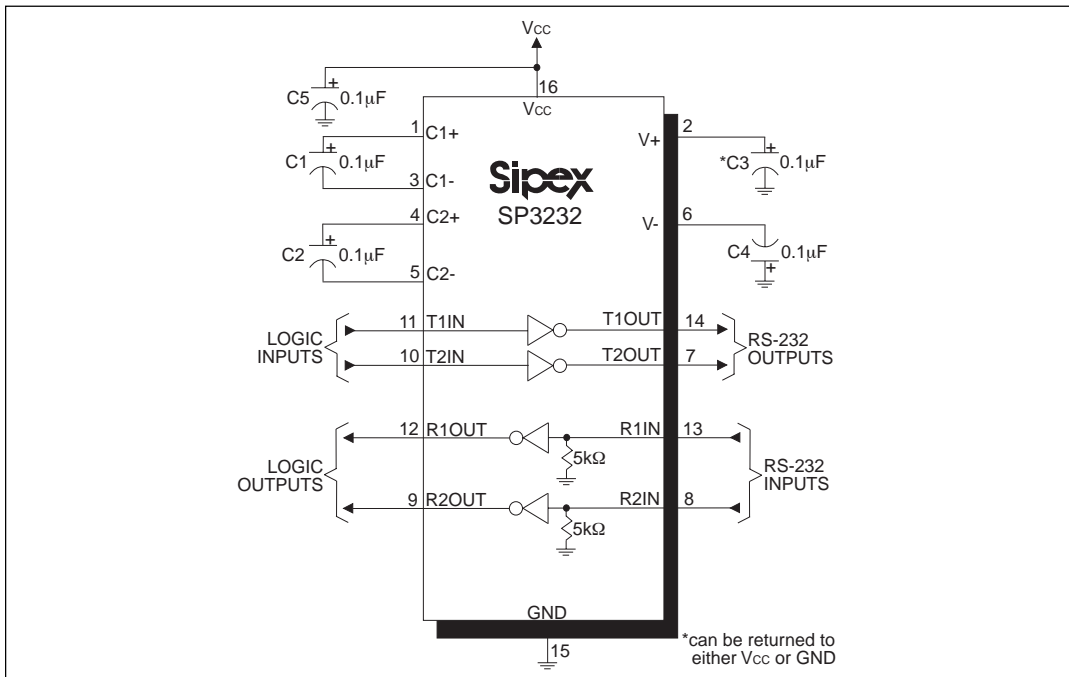 Vcc
16
Vcc
C5
+
0.1µF
1
C1+
C1
+
0.1µF
3
C1-
4
C2+
C2
+
0.1µF
5
C2-
Sipex
SP3232
V+
2
*C3
+
0.1µF
V-
6
C4
0.1µF
+
LOGIC
INPUTS
11
T1IN
T1OUT
14
10
T2IN
T2OUT
7
RS-232
OUTPUTS
LOGIC
OUTPUTS
12
R1OUT
R1IN
13
5kΩ
9
R2OUT
R2IN
8
5kΩ
RS-232
INPUTS
GND
15
*can be returned to
either Vcc or GND